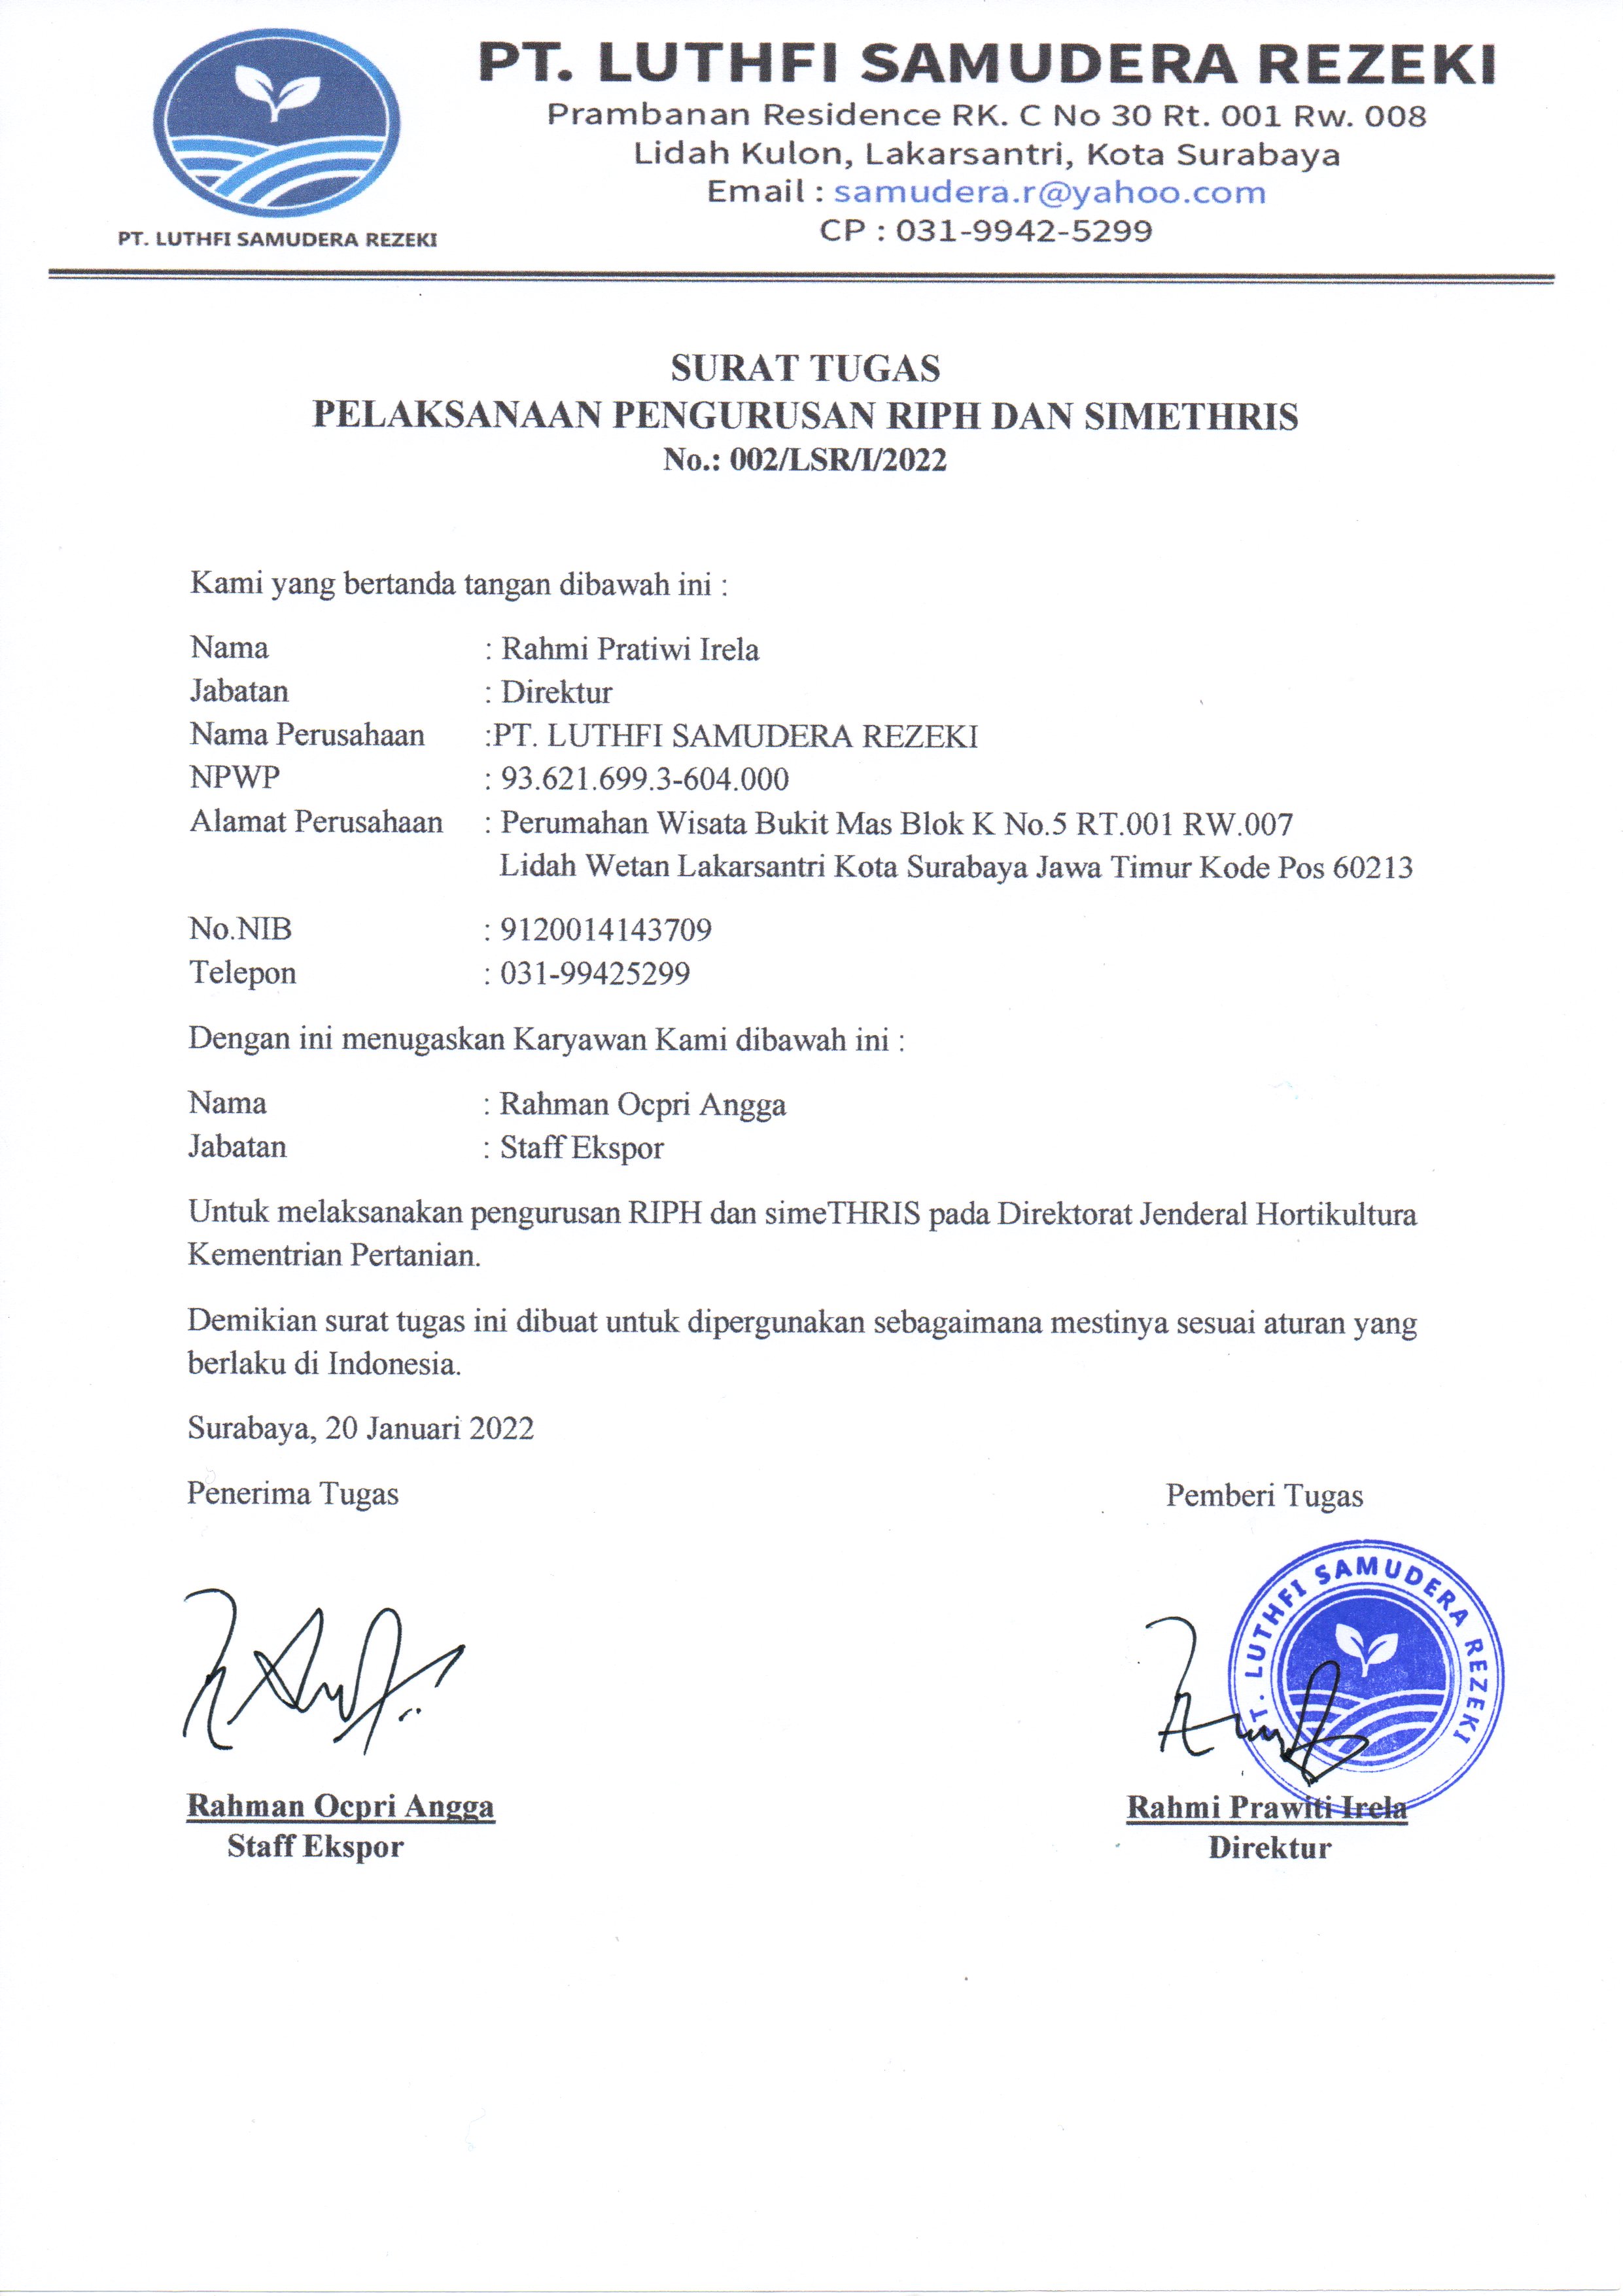 PT. LUTHFI SAMUDERA REZEKI
Prambanan Residence RK. C No 30 Rt. 001 Rw. 008
Lidah Kulon, Lakarsantri, Kota Surabaya
Email : samudera.r@yahoo.com
CP : 031-9942-5299
PT. LUTHFI SAMUDERA REZEKI
SURAT TUGAS
PELAKSANAAN PENGURUSAN RIPH DAN SIMETHRIS
No.: 002/LSR/I/2022
Kami yang bertanda tangan dibawah ini :
Nama : Rahmi Pratiwi Irela
Jabatan : Direktur
Nama Perusahaan :PT. LUTHFI SAMUDERA REZEKI
NPWP : 93.621.699.3-604.000
Alamat Perusahaan : Perumahan Wisata Bukit Mas Blok K No.5 RT.001 RW.007
Lidah Wetan Lakarsantri Kota Surabaya Jawa Timur Kode Pos 60213
No.NIB : 9120014143709
Telepon : 031-99425299
Dengan ini menugaskan Karyawan Kami dibawah ini :
Nama : Rahman Ocpri Angga
Jabatan : Staff Ekspor
Untuk melaksanakan pengurusan RIPH dan simeTHRIS pada Direktorat Jenderal Hortikultura
Kementrian Pertanian.
Demikian surat tugas ini dibuat untuk dipergunakan sebagaimana mestinya sesuai aturan yang
berlaku di Indonesia.
Surabaya, 20 Januari 2022
Penerima Tugas Pemberi Tugas
T. LUTHFI SAMUDERA REZEKI
Rahman Ocpri Angga Rahmi Prawiti Irela
Staff Ekspor Direktur